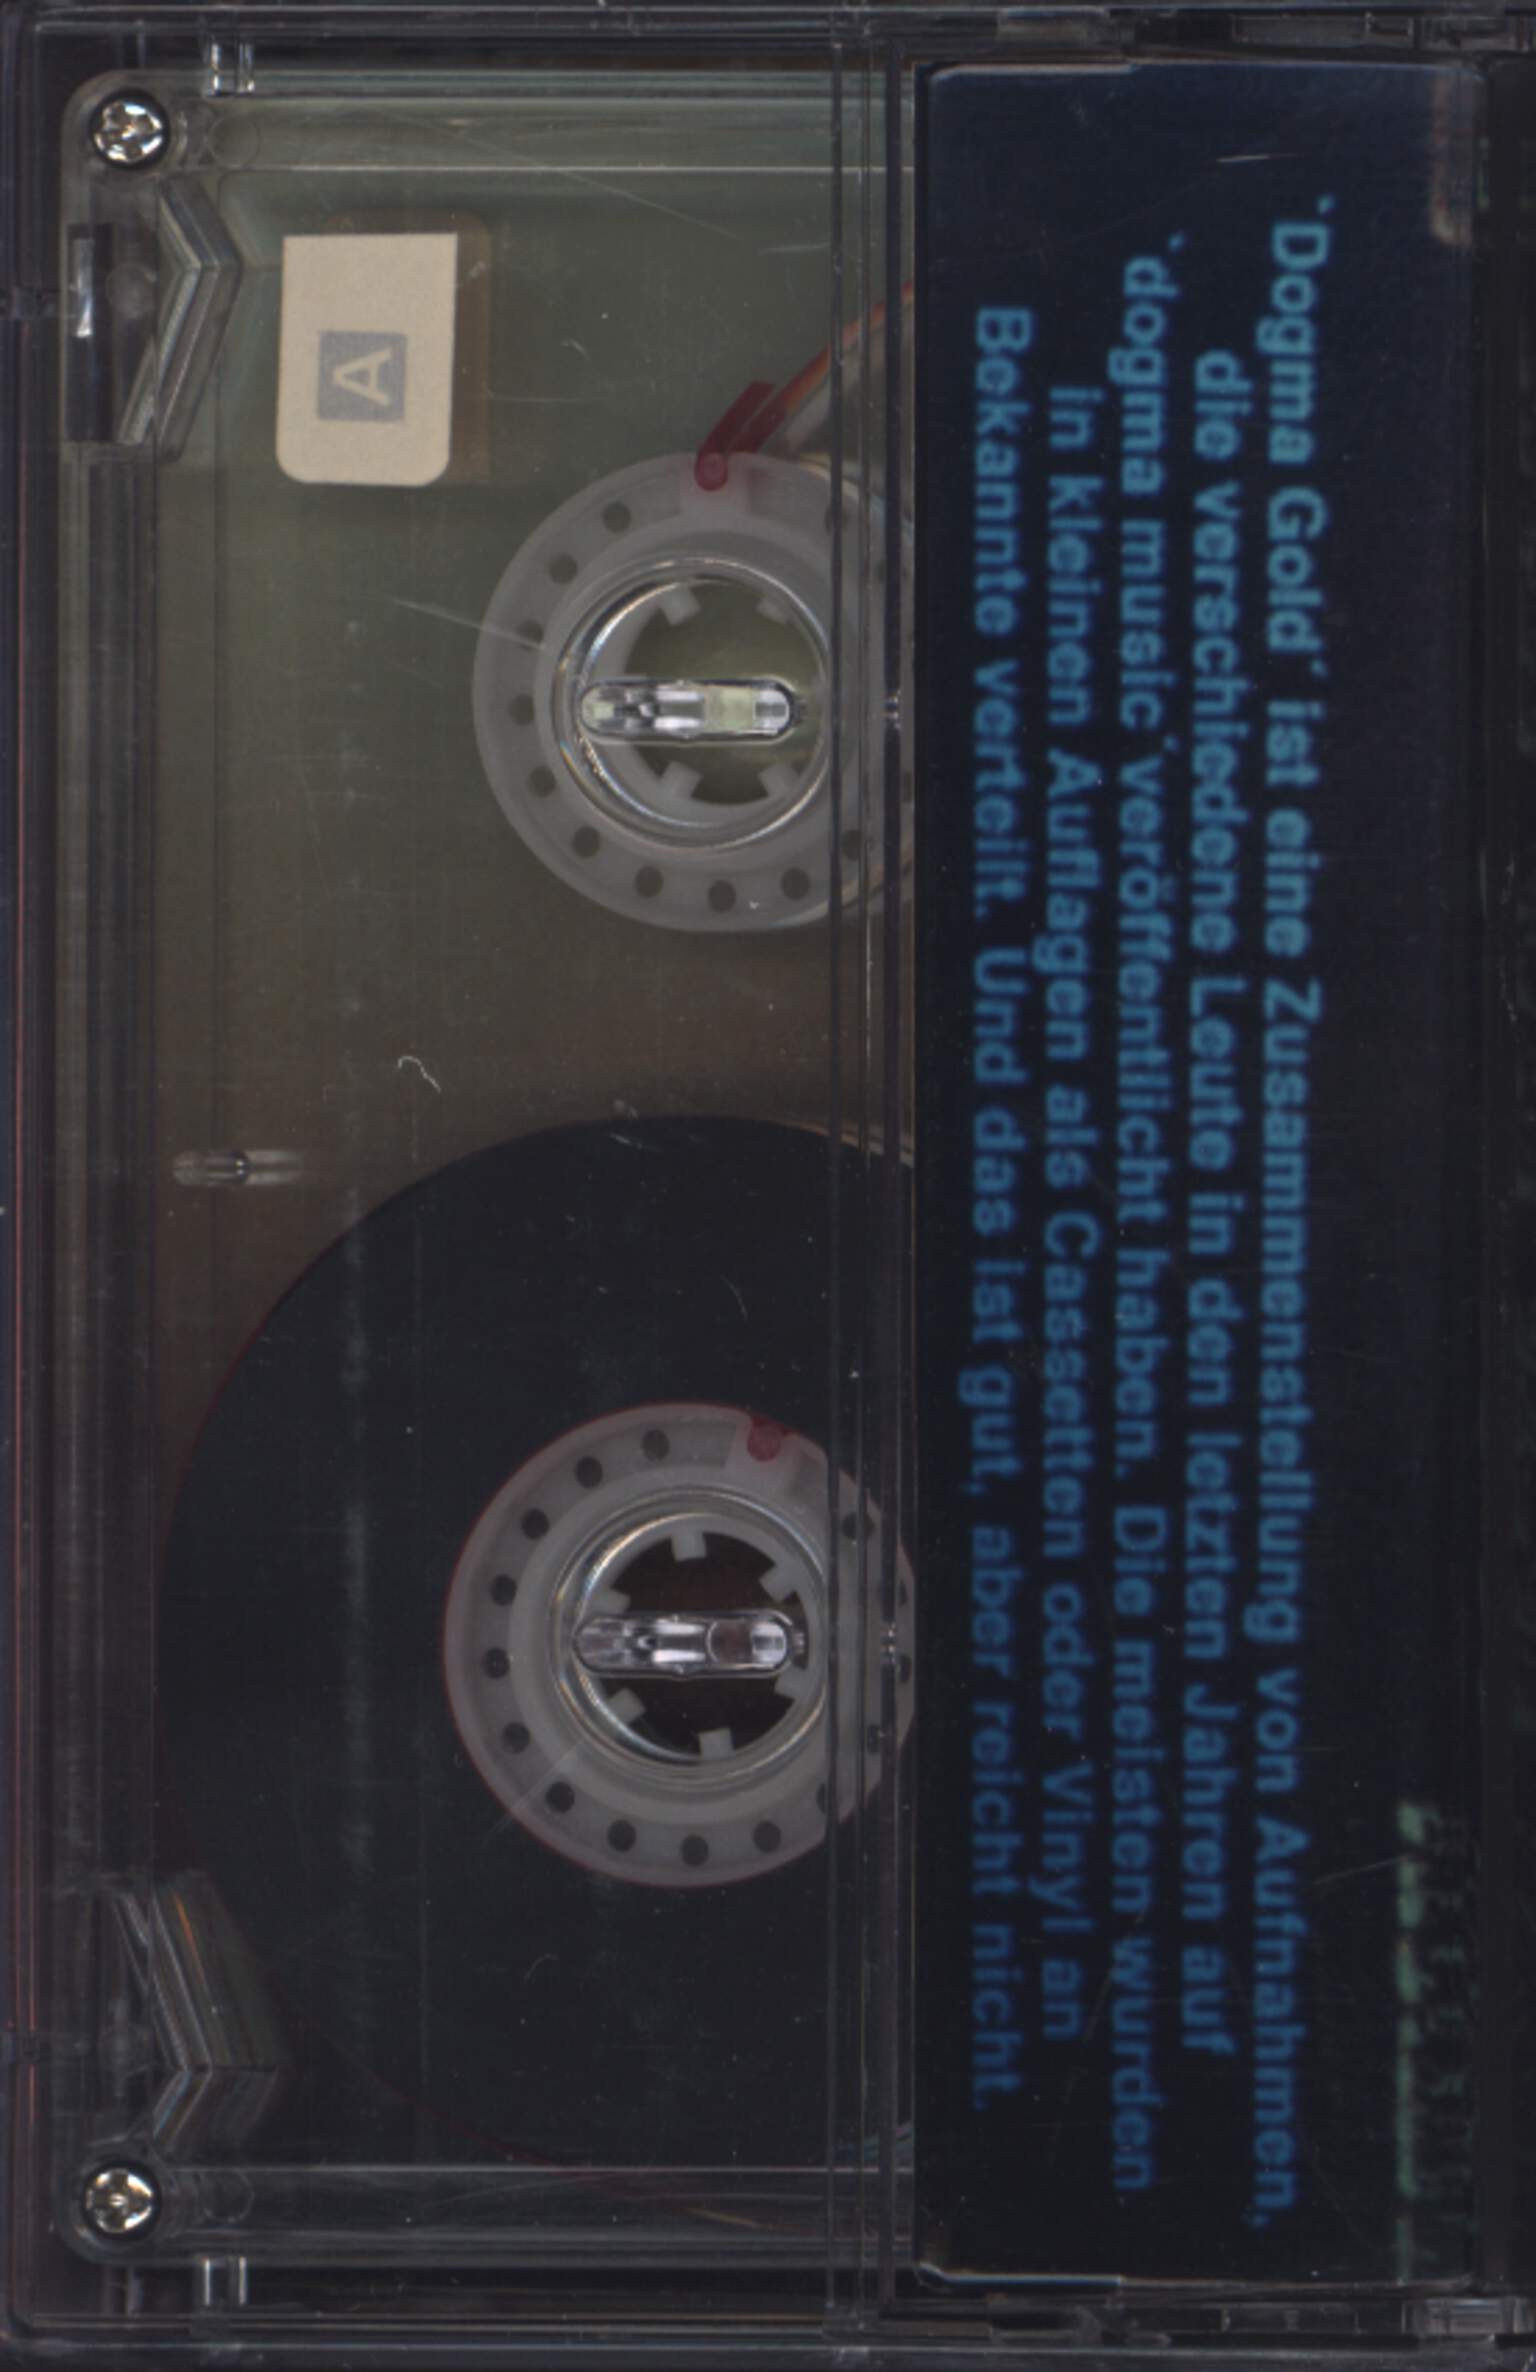 `Dogma Gold´ ist eine Zusammenstellung von Aufnahmen,
die verschiedene Leute in den letzten Jahren auf
`dogma music´veröffentlicht haben. Die meisten wurden
in kleinen Auflagen als Cassetten oder Vinyl an
Bekannte verteilt. Und das ist gut, aber reicht nicht.
A